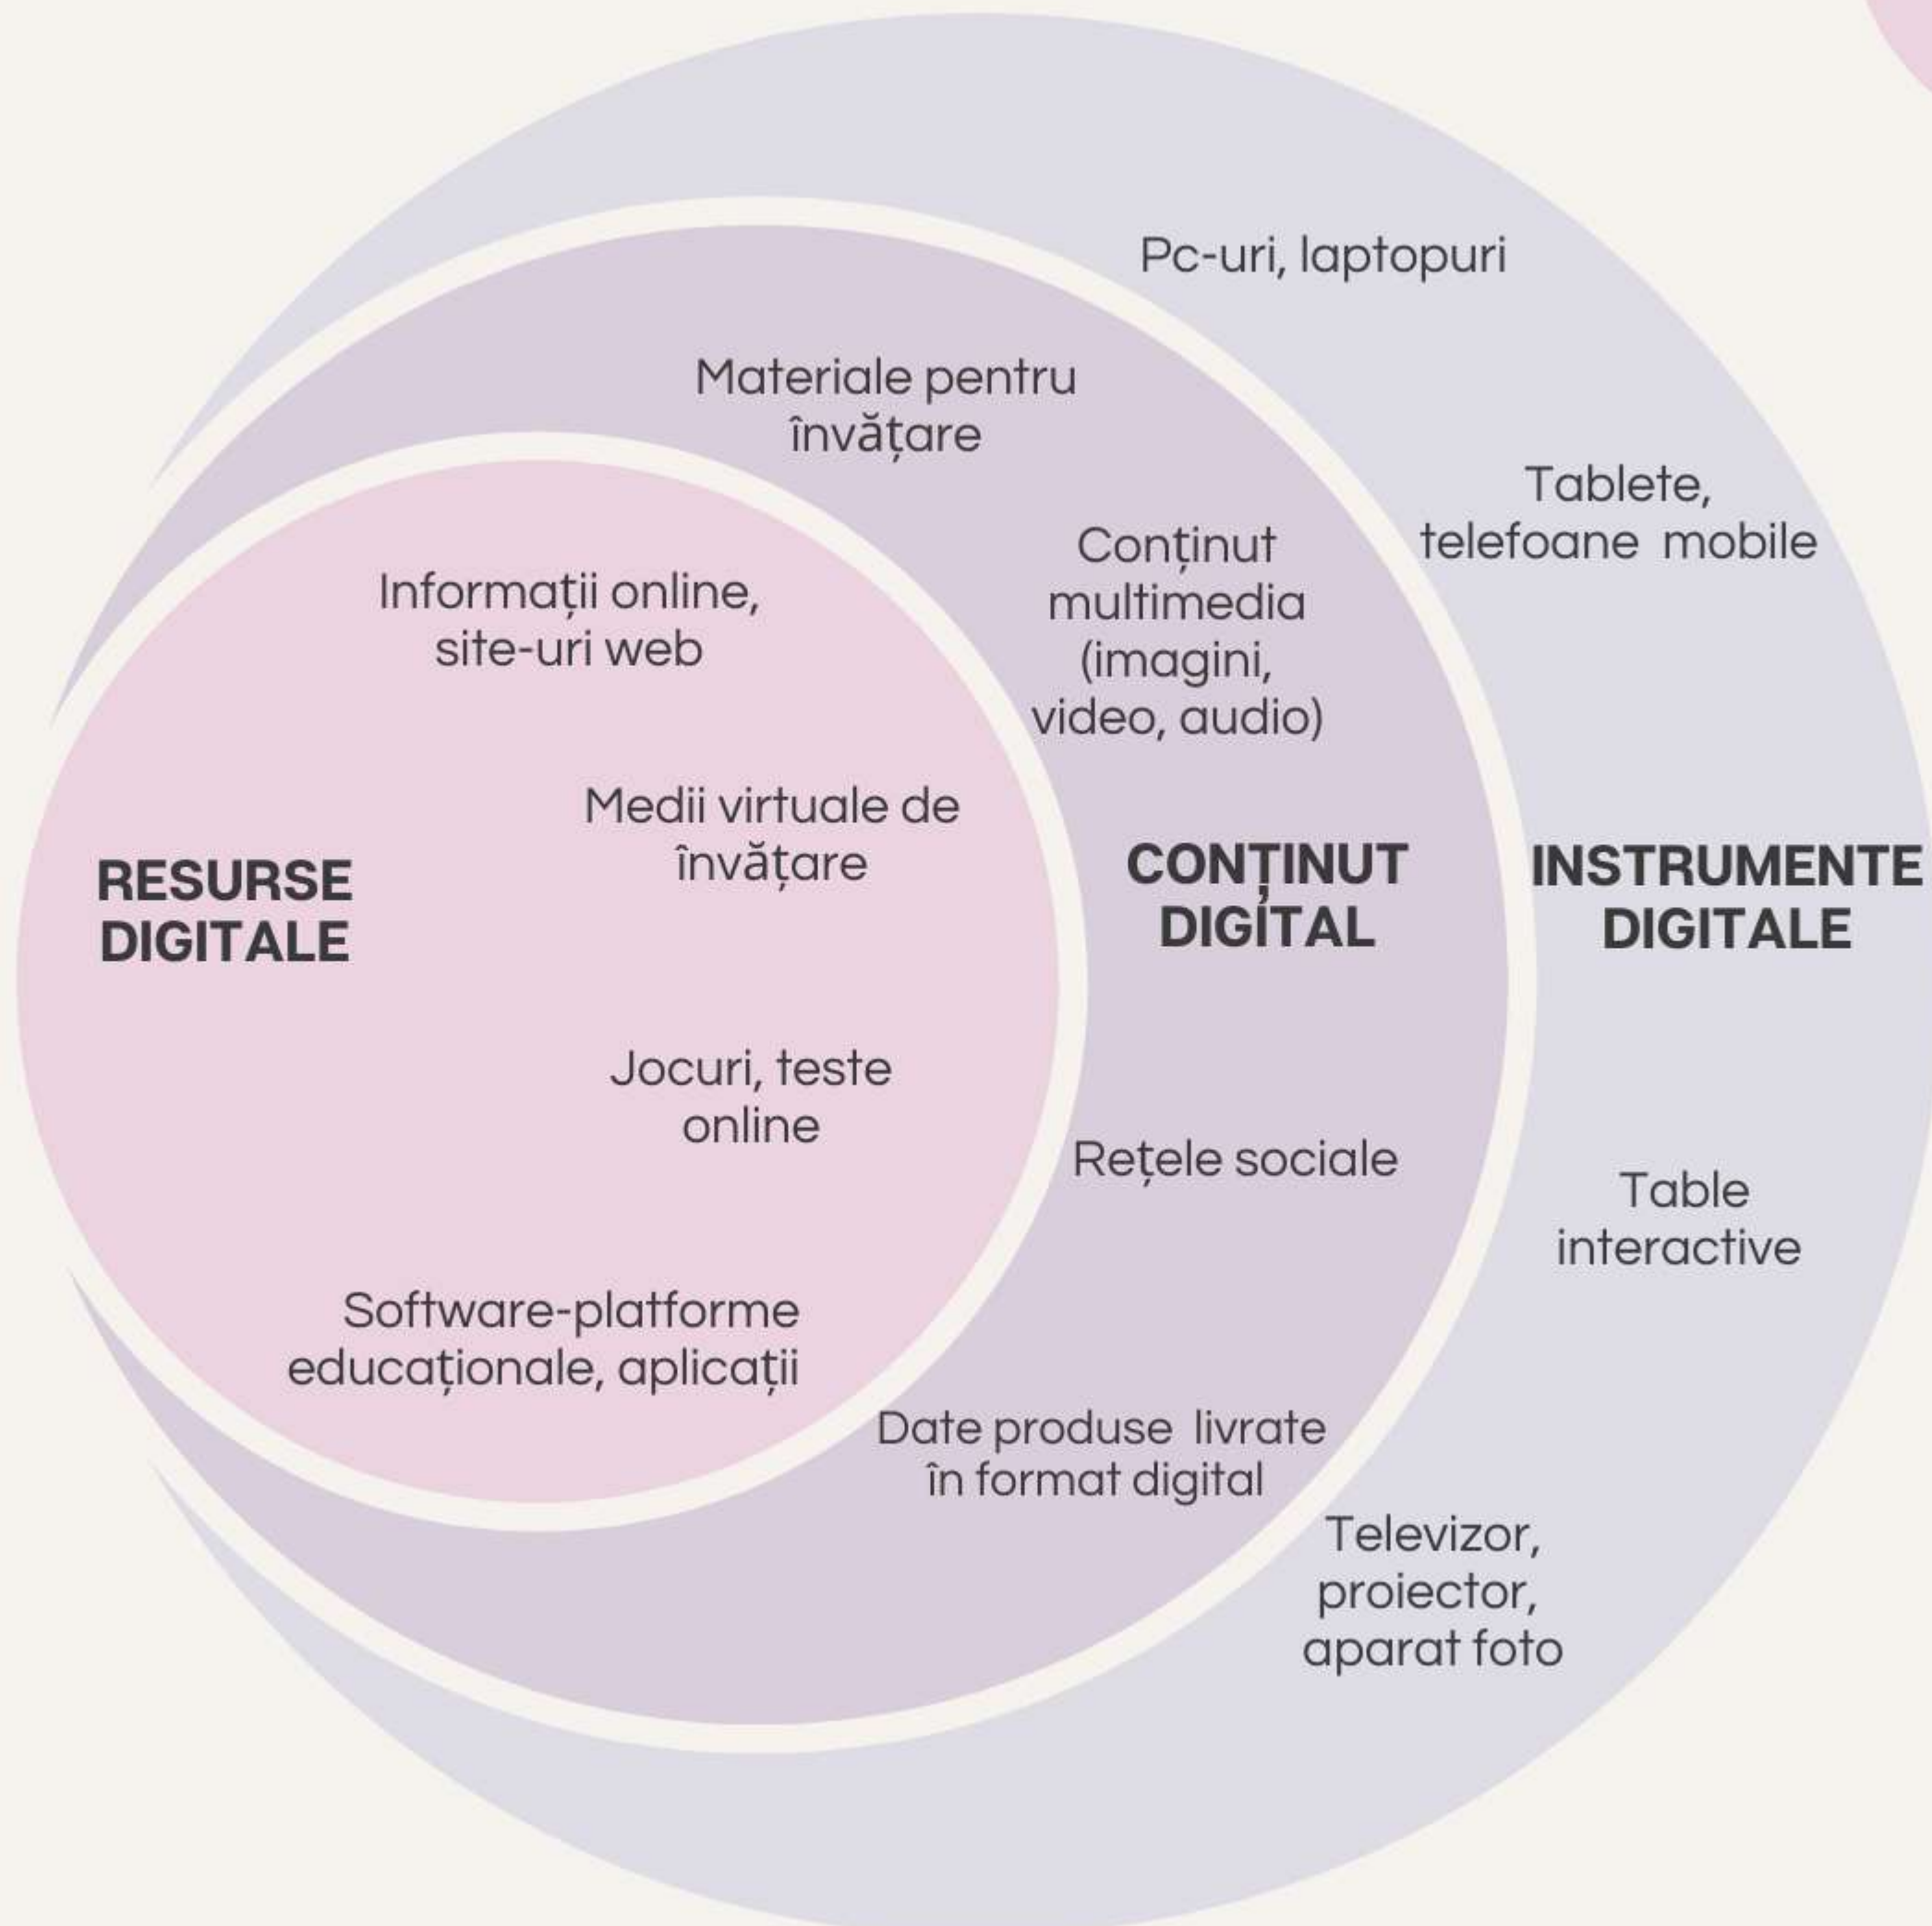 Pc-uri, laptopuri
Materiale pentru
învățare
Tablete,
telefoane mobile
Conținut
multimedia
(imagini,
video, audio)
Informații online,
site-uri web
Medii virtuale de
învățare
RESURSE
DIGITALE
CONȚINUT
DIGITAL
INSTRUMENTE
DIGITALE
Jocuri, teste
online
Rețele sociale
Table
interactive
Software-platforme
educaționale, aplicații
Date produse livrate
în format digital
Televizor,
proiector,
aparat foto